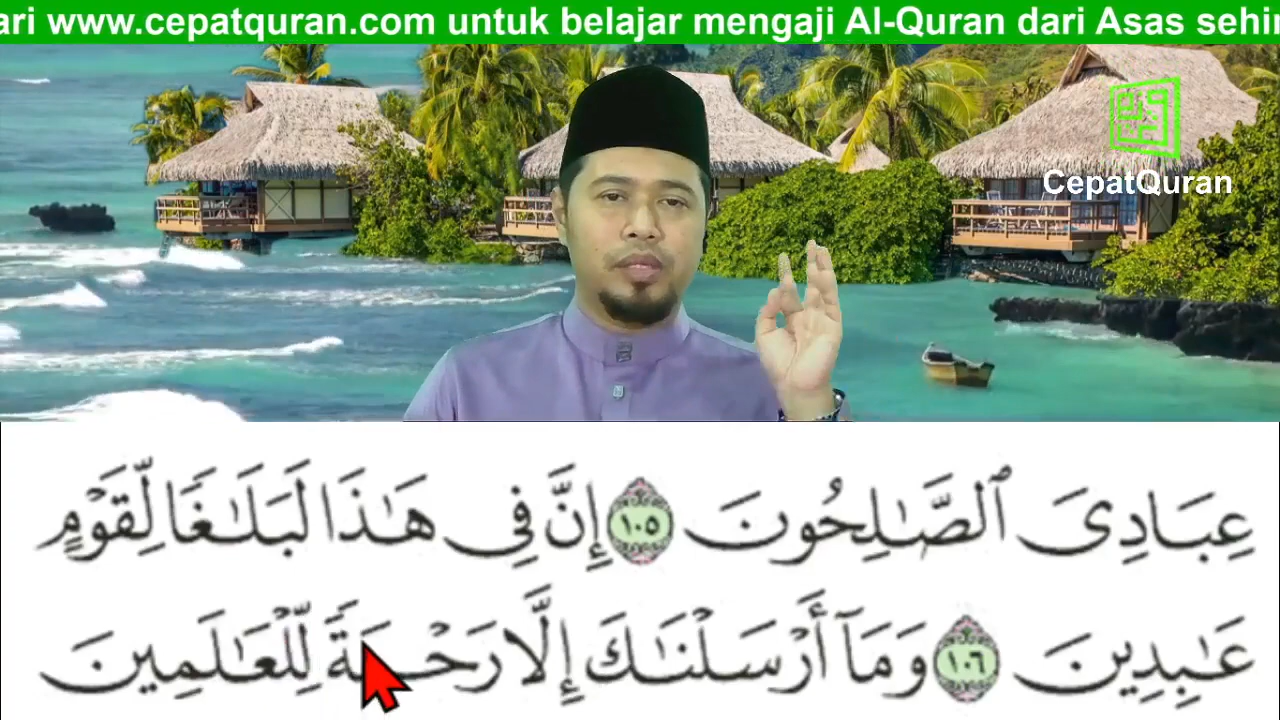 ari www.cepatquran.com untuk belajar mengaji Al-Quran dari Asas sehin
CepatQuran
عِبَادِىَ ٱلصَّـٰلِحُونَ ١٠٥ إِنَّ فِى هَـٰذَا لَبَلَـٰغًا لِّقَوْمٍ
عَـٰبِدِينَ ١٠٦ وَمَآ أَرْسَلْنَـٰكَ إِلَّا رَحْمَةً لِّلْعَـٰلَمِينَ